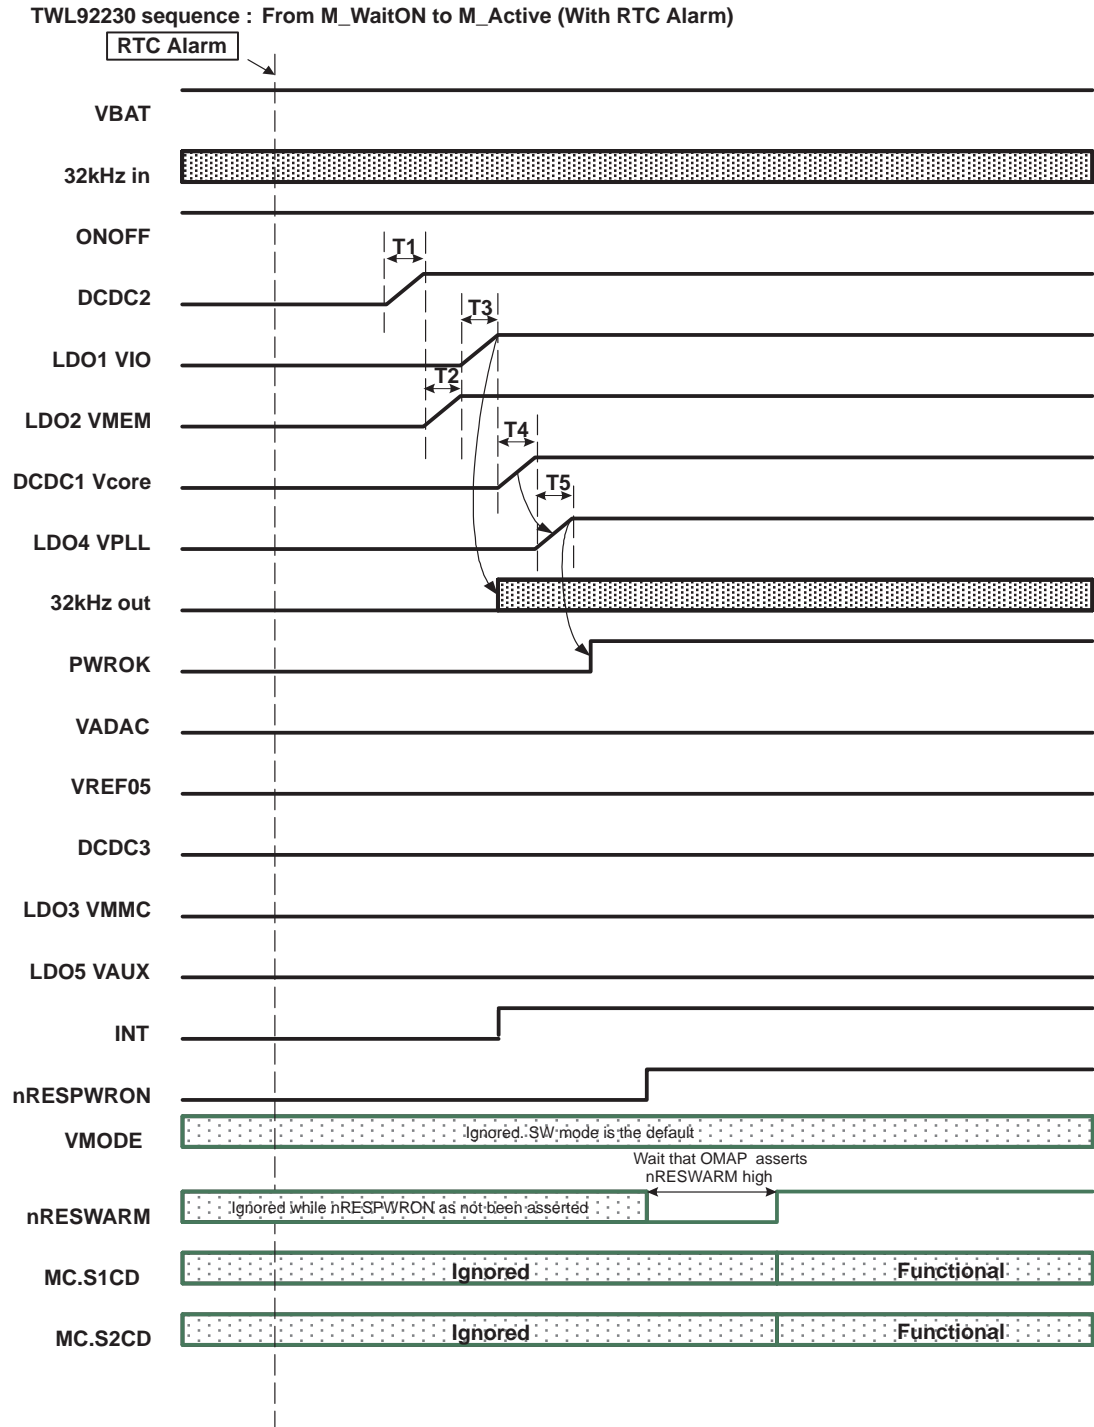 TWL92230 sequence : From M_WaitON to M_Active (With RTC Alarm)
RTC Alarm
VBAT
32kHz in
ONOFF
T1
DCDC2
T3
LDO1 VIO
T2
LDO2 VMEM
T4
DCDC1 Vcore
T5
LDO4 VPLL
32kHz out
PWROK
VADAC
VREF05
DCDC3
LDO3 VMMC
LDO5 VAUX
INT
nRESPWRON
VMODE
Ignored. SW mode is the default
Wait that OMAP asserts
nRESWARM high
nRESWARM
Ignored while nRESPWRON as not been asserted
MC.S1CD
Ignored
Functional
MC.S2CD
Ignored
Functional